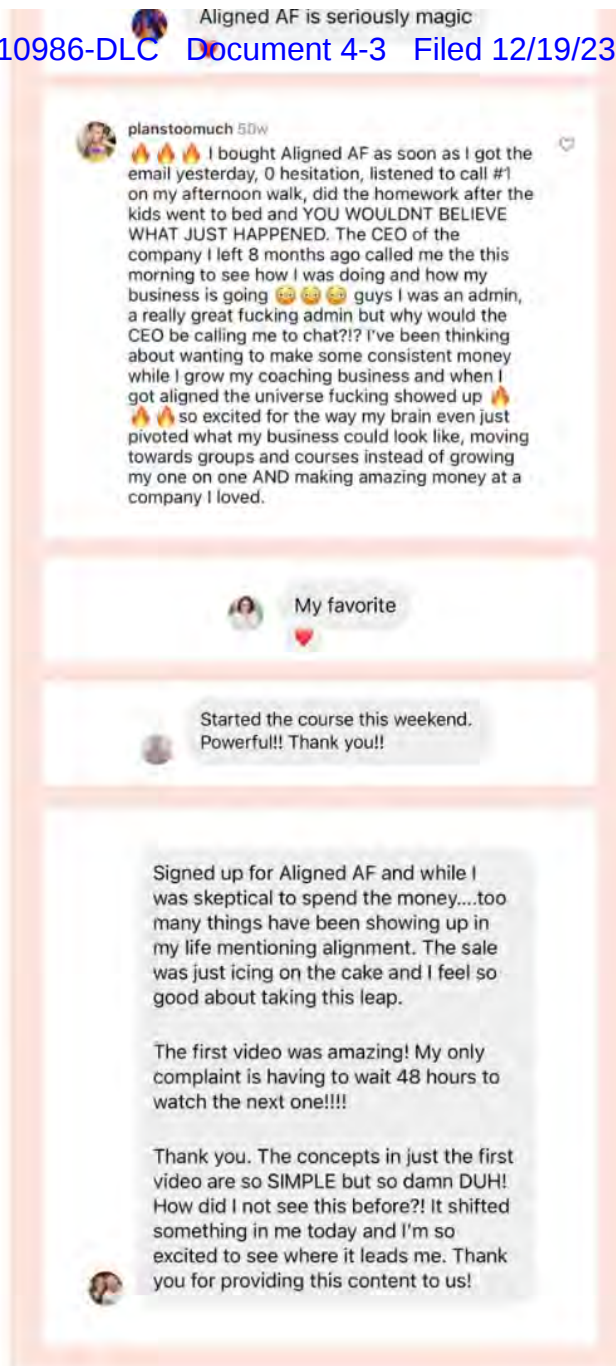 Aligned AF is seriously magic
10986-DLC Document 4-3 Filed 12/19/23
❤️
planstoomuch 50w
🔥🔥🔥 I bought Aligned AF as soon as I got the
email yesterday, 0 hesitation, listened to call #1
on my afternoon walk, did the homework after the
kids went to bed and YOU WOULDNT BELIEVE
WHAT JUST HAPPENED. The CEO of the
company I left 8 months ago called me the this
morning to see how I was doing and how my
business is going 😳😳😳 guys I was an admin,
a really great fucking admin but why would the
CEO be calling me to chat?!? I've been thinking
about wanting to make some consistent money
while I grow my coaching business and when I
got aligned the universe fucking showed up 🔥
🔥🔥 so excited for the way my brain even just
pivoted what my business could look like, moving
towards groups and courses instead of growing
my one on one AND making amazing money at a
company I loved.
My favorite
❤️
Started the course this weekend.
Powerful!! Thank you!!
Signed up for Aligned AF and while I
was skeptical to spend the money....too
many things have been showing up in
my life mentioning alignment. The sale
was just icing on the cake and I feel so
good about taking this leap.
The first video was amazing! My only
complaint is having to wait 48 hours to
watch the next one!!!!
Thank you. The concepts in just the first
video are so SIMPLE but so damn DUH!
How did I not see this before?! It shifted
something in me today and I'm so
excited to see where it leads me. Thank
you for providing this content to us!